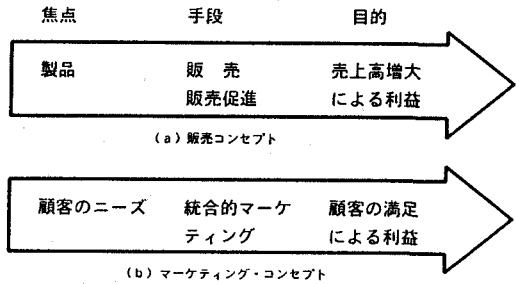 焦点 手段 目的
製品 販 売 売上高増大
販売促進 による利益
(a)販売コンセプト
顧客のニーズ 統合的マーケ 顧客の満足
ティング による利益
(b)マーケティング・コンセプト